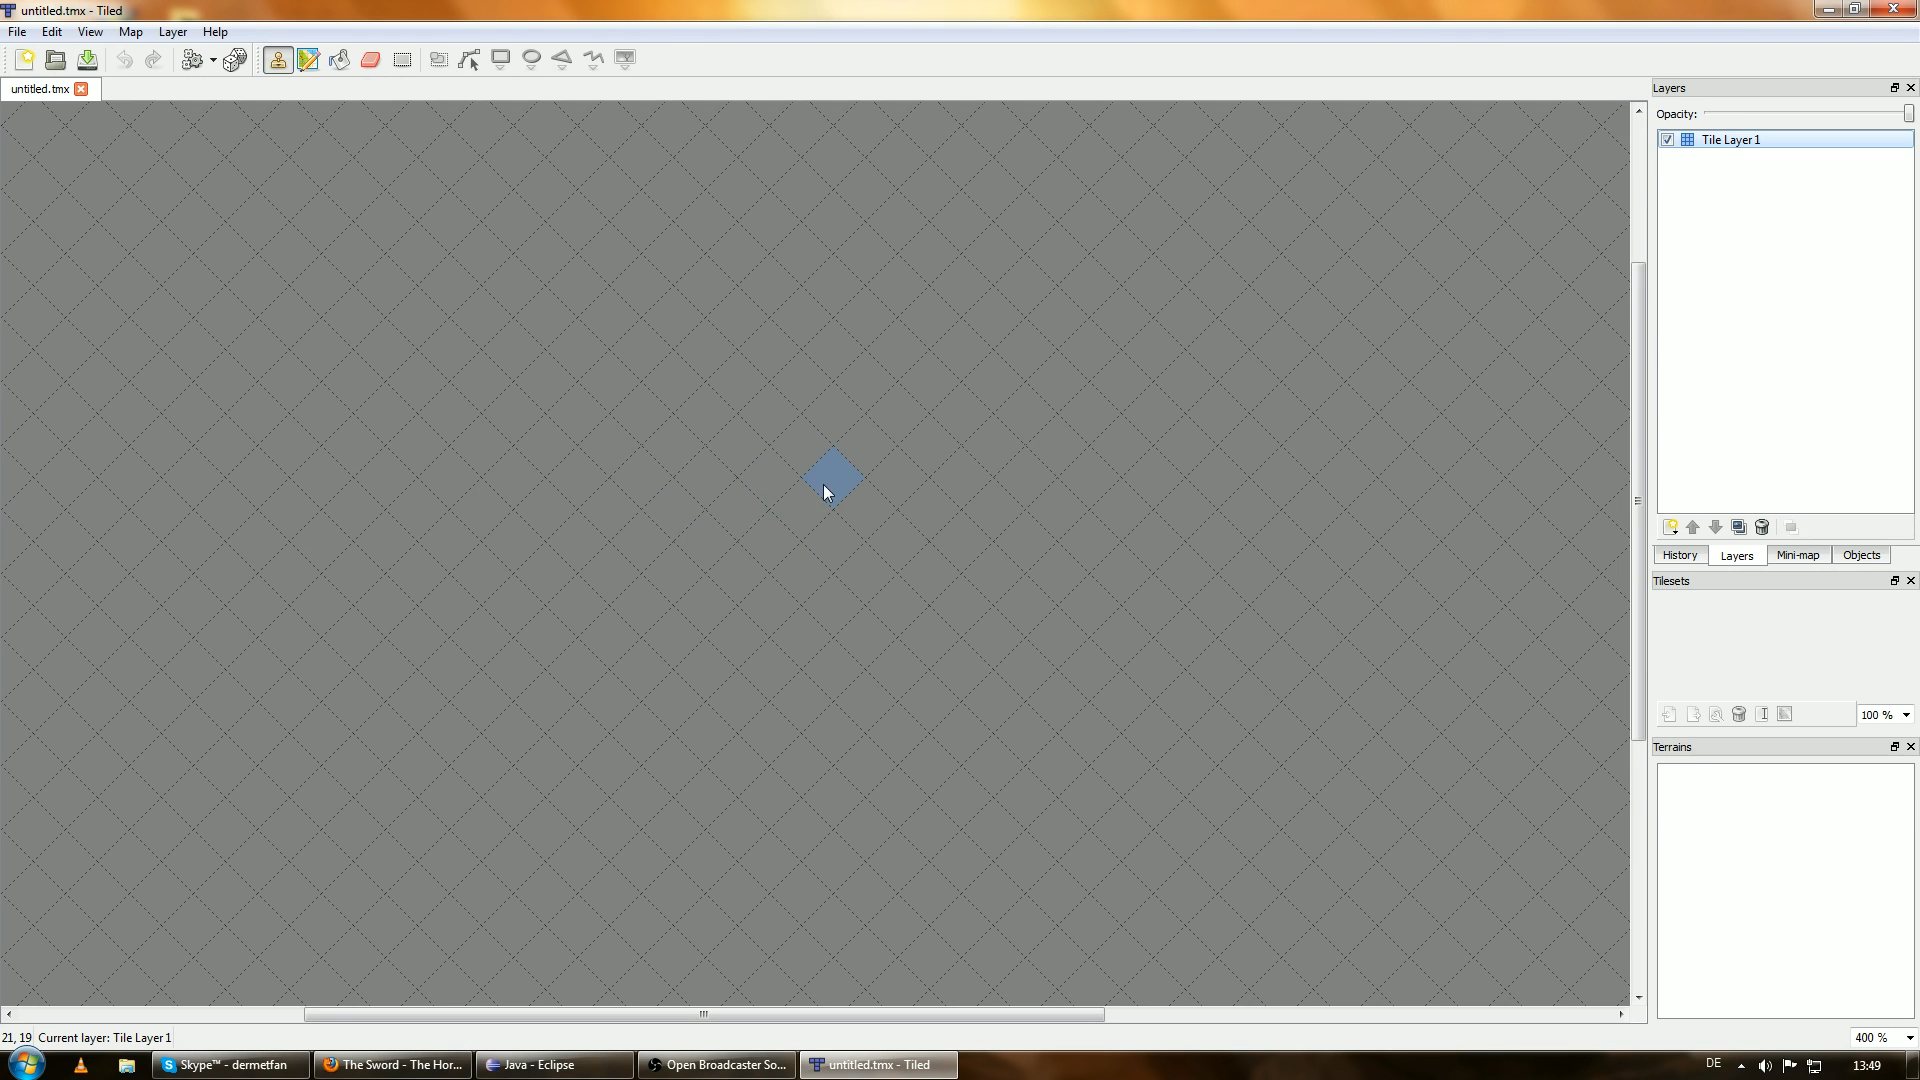 untitled.tmx - Tiled
File Edit View Map Layer Help
untitled.tmx
Layers
Opacity:
Tile Layer 1
History Layers Mini-map Objects
Tilesets
100 %
Terrains
21, 19 Current layer: Tile Layer 1
400 %
Skype™ - dermetfan
The Sword - The Hor...
Java - Eclipse
Open Broadcaster So...
untitled.tmx - Tiled
DE
13:49